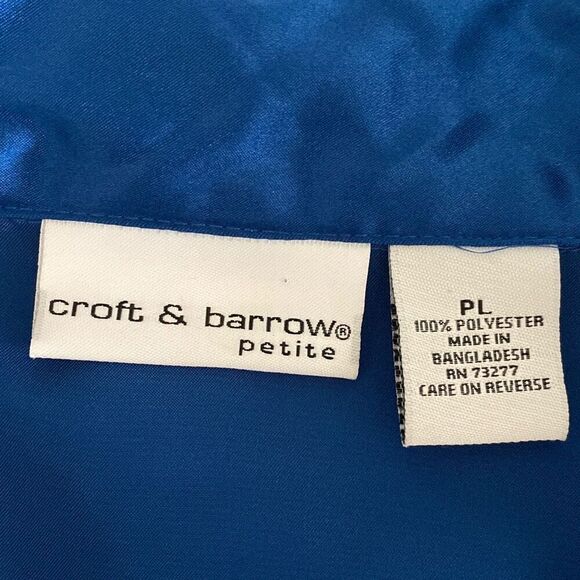 croft & barrow®
petite
PL
100% POLYESTER
MADE IN
BANGLADESH
RN 73277
CARE ON REVERSE